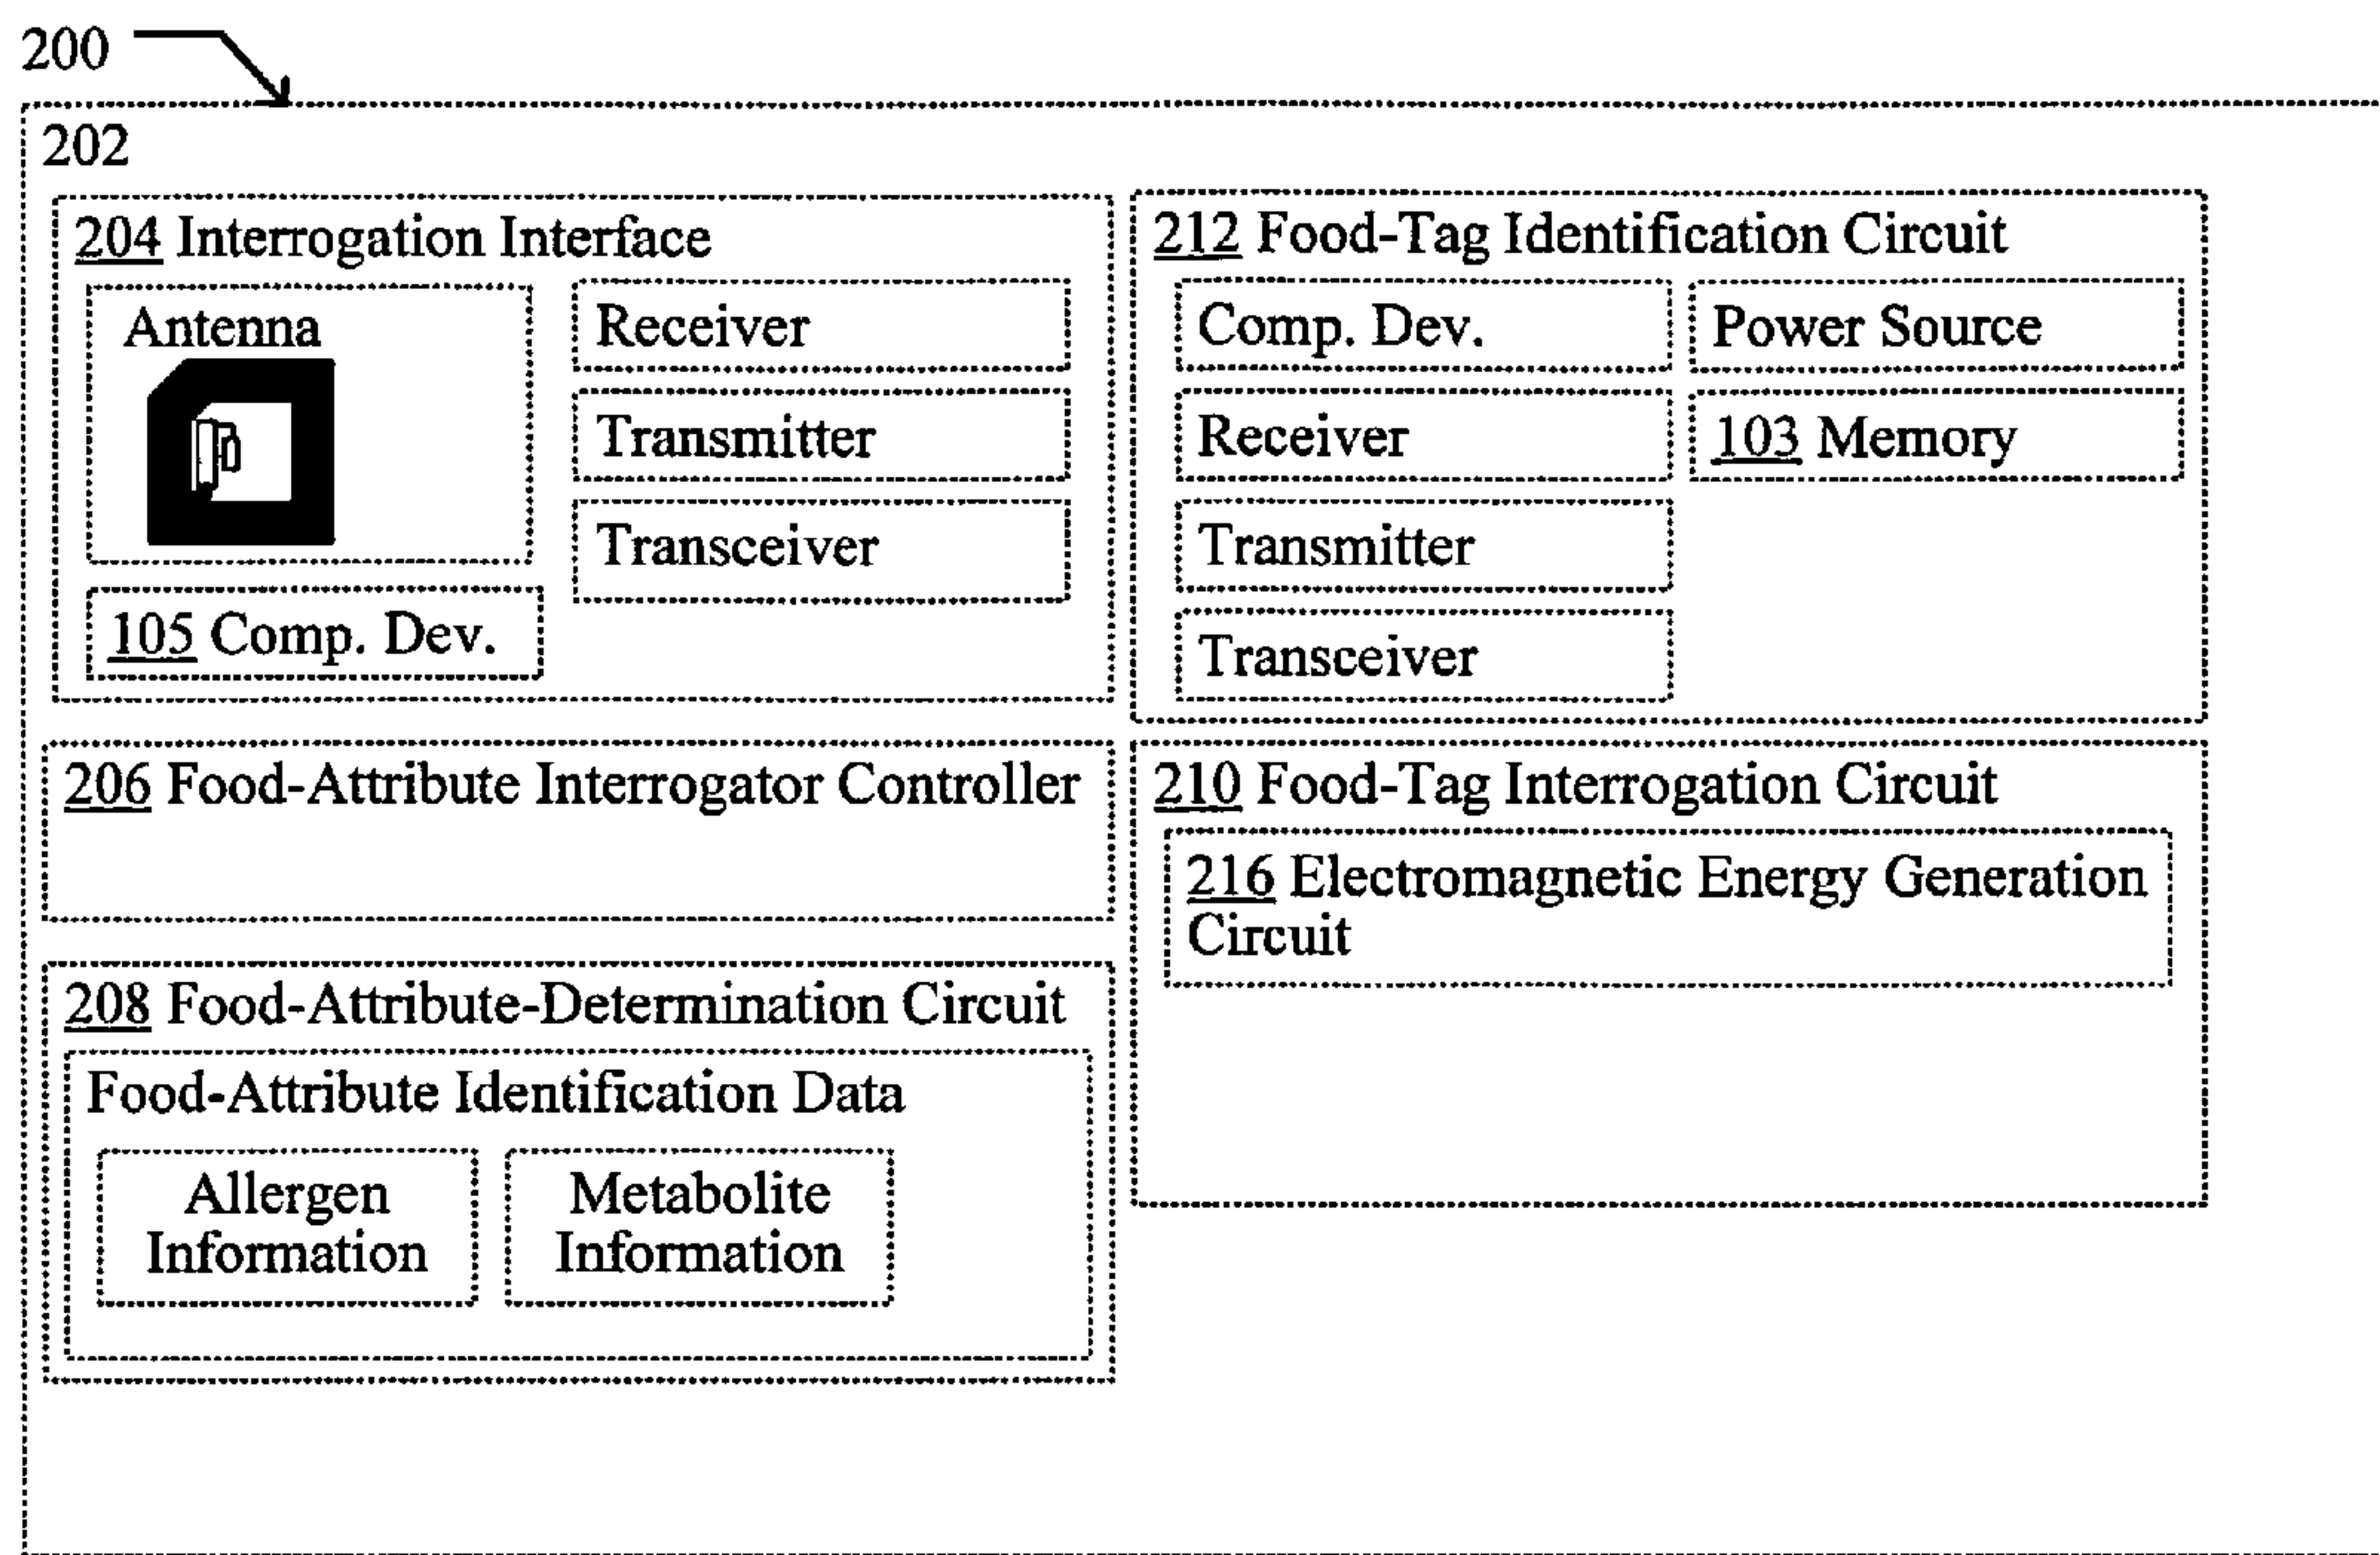 200
202
204 Interrogation Interface
Antenna
Receiver
Transmitter
Transceiver
105 Comp. Dev.
212 Food-Tag Identification Circuit
Comp. Dev.
Power Source
Receiver
103 Memory
Transmitter
Transceiver
206 Food-Attribute Interrogator Controller
210 Food-Tag Interrogation Circuit
216 Electromagnetic Energy Generation
Circuit
208 Food-Attribute-Determination Circuit
Food-Attribute Identification Data
Allergen
Information
Metabolite
Information